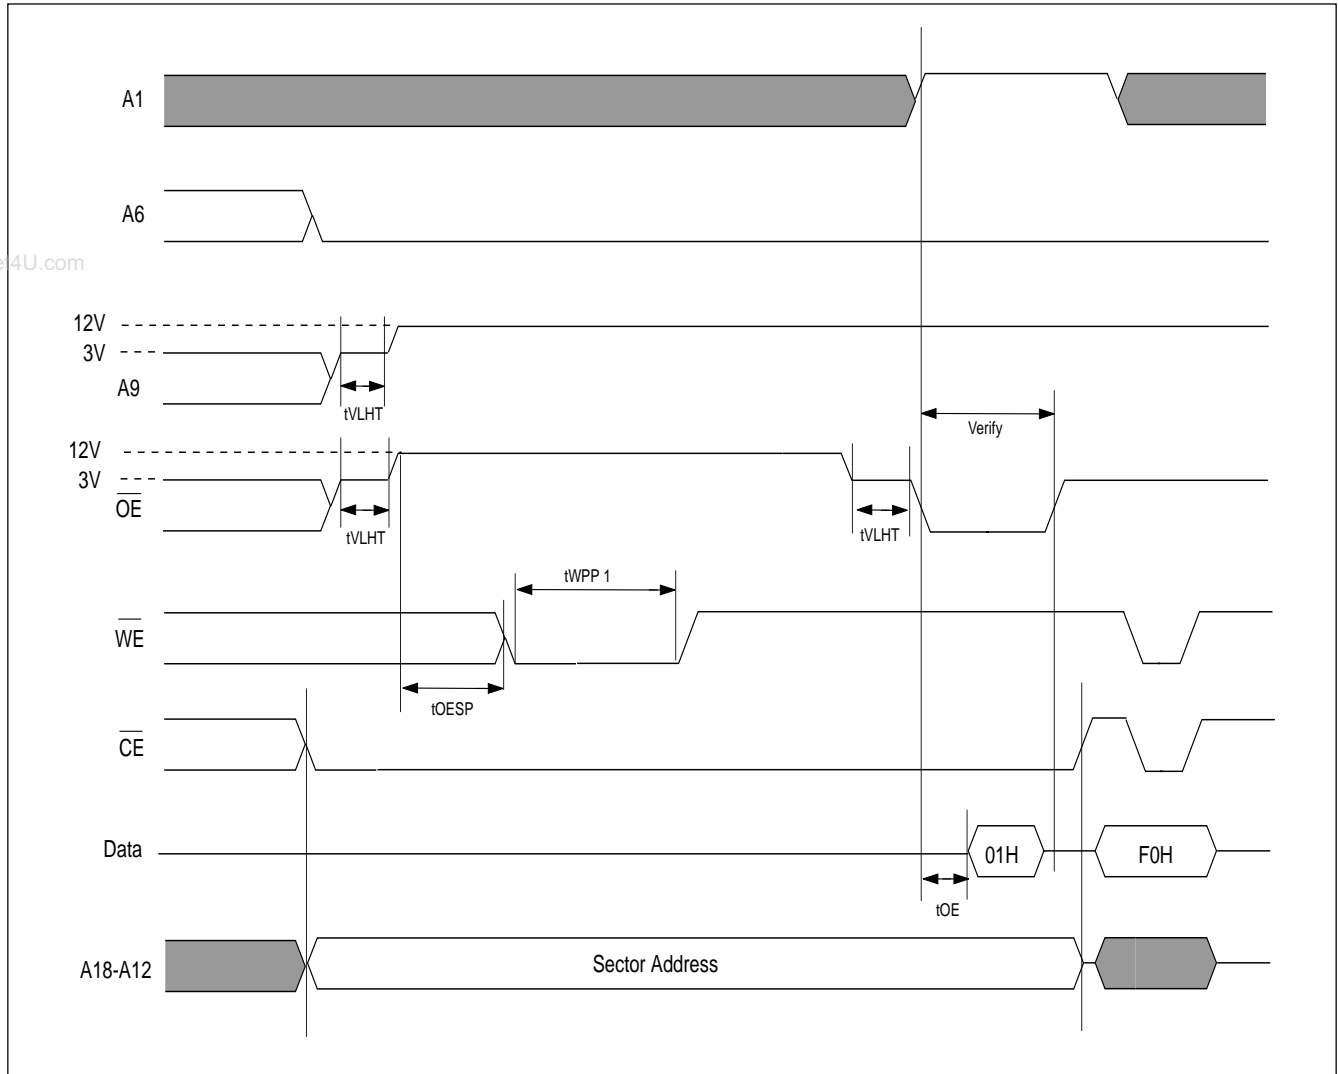 A1
A6
et4U.com
12V
3V
A9
tVLHT
Verify
12V
3V
OE
tVLHT
tVLHT
tWPP 1
WE
tOESP
CE
Data
01H
F0H
tOE
A18-A12
Sector Address